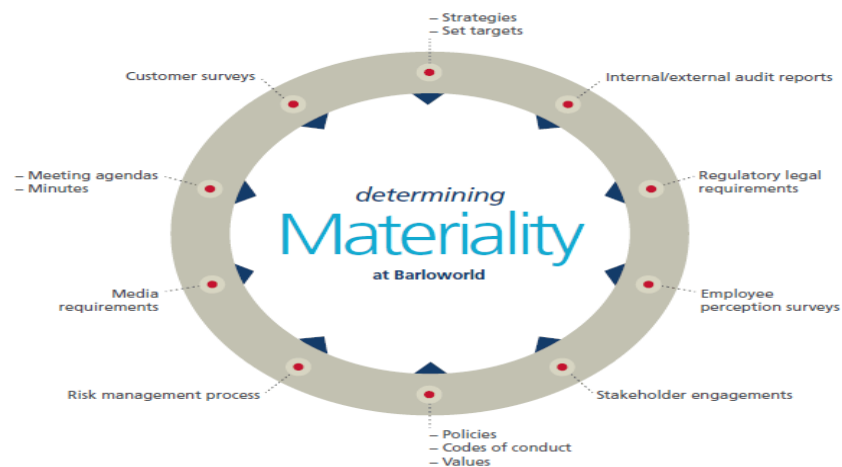 – Strategies
– Set targets
Customer surveys
Internal/external audit reports
– Meeting agendas
– Minutes
Regulatory legal
requirements
determining
Materiality
at Barloworld
Media
requirements
Employee
perception surveys
Risk management process
Stakeholder engagements
– Policies
– Codes of conduct
– Values